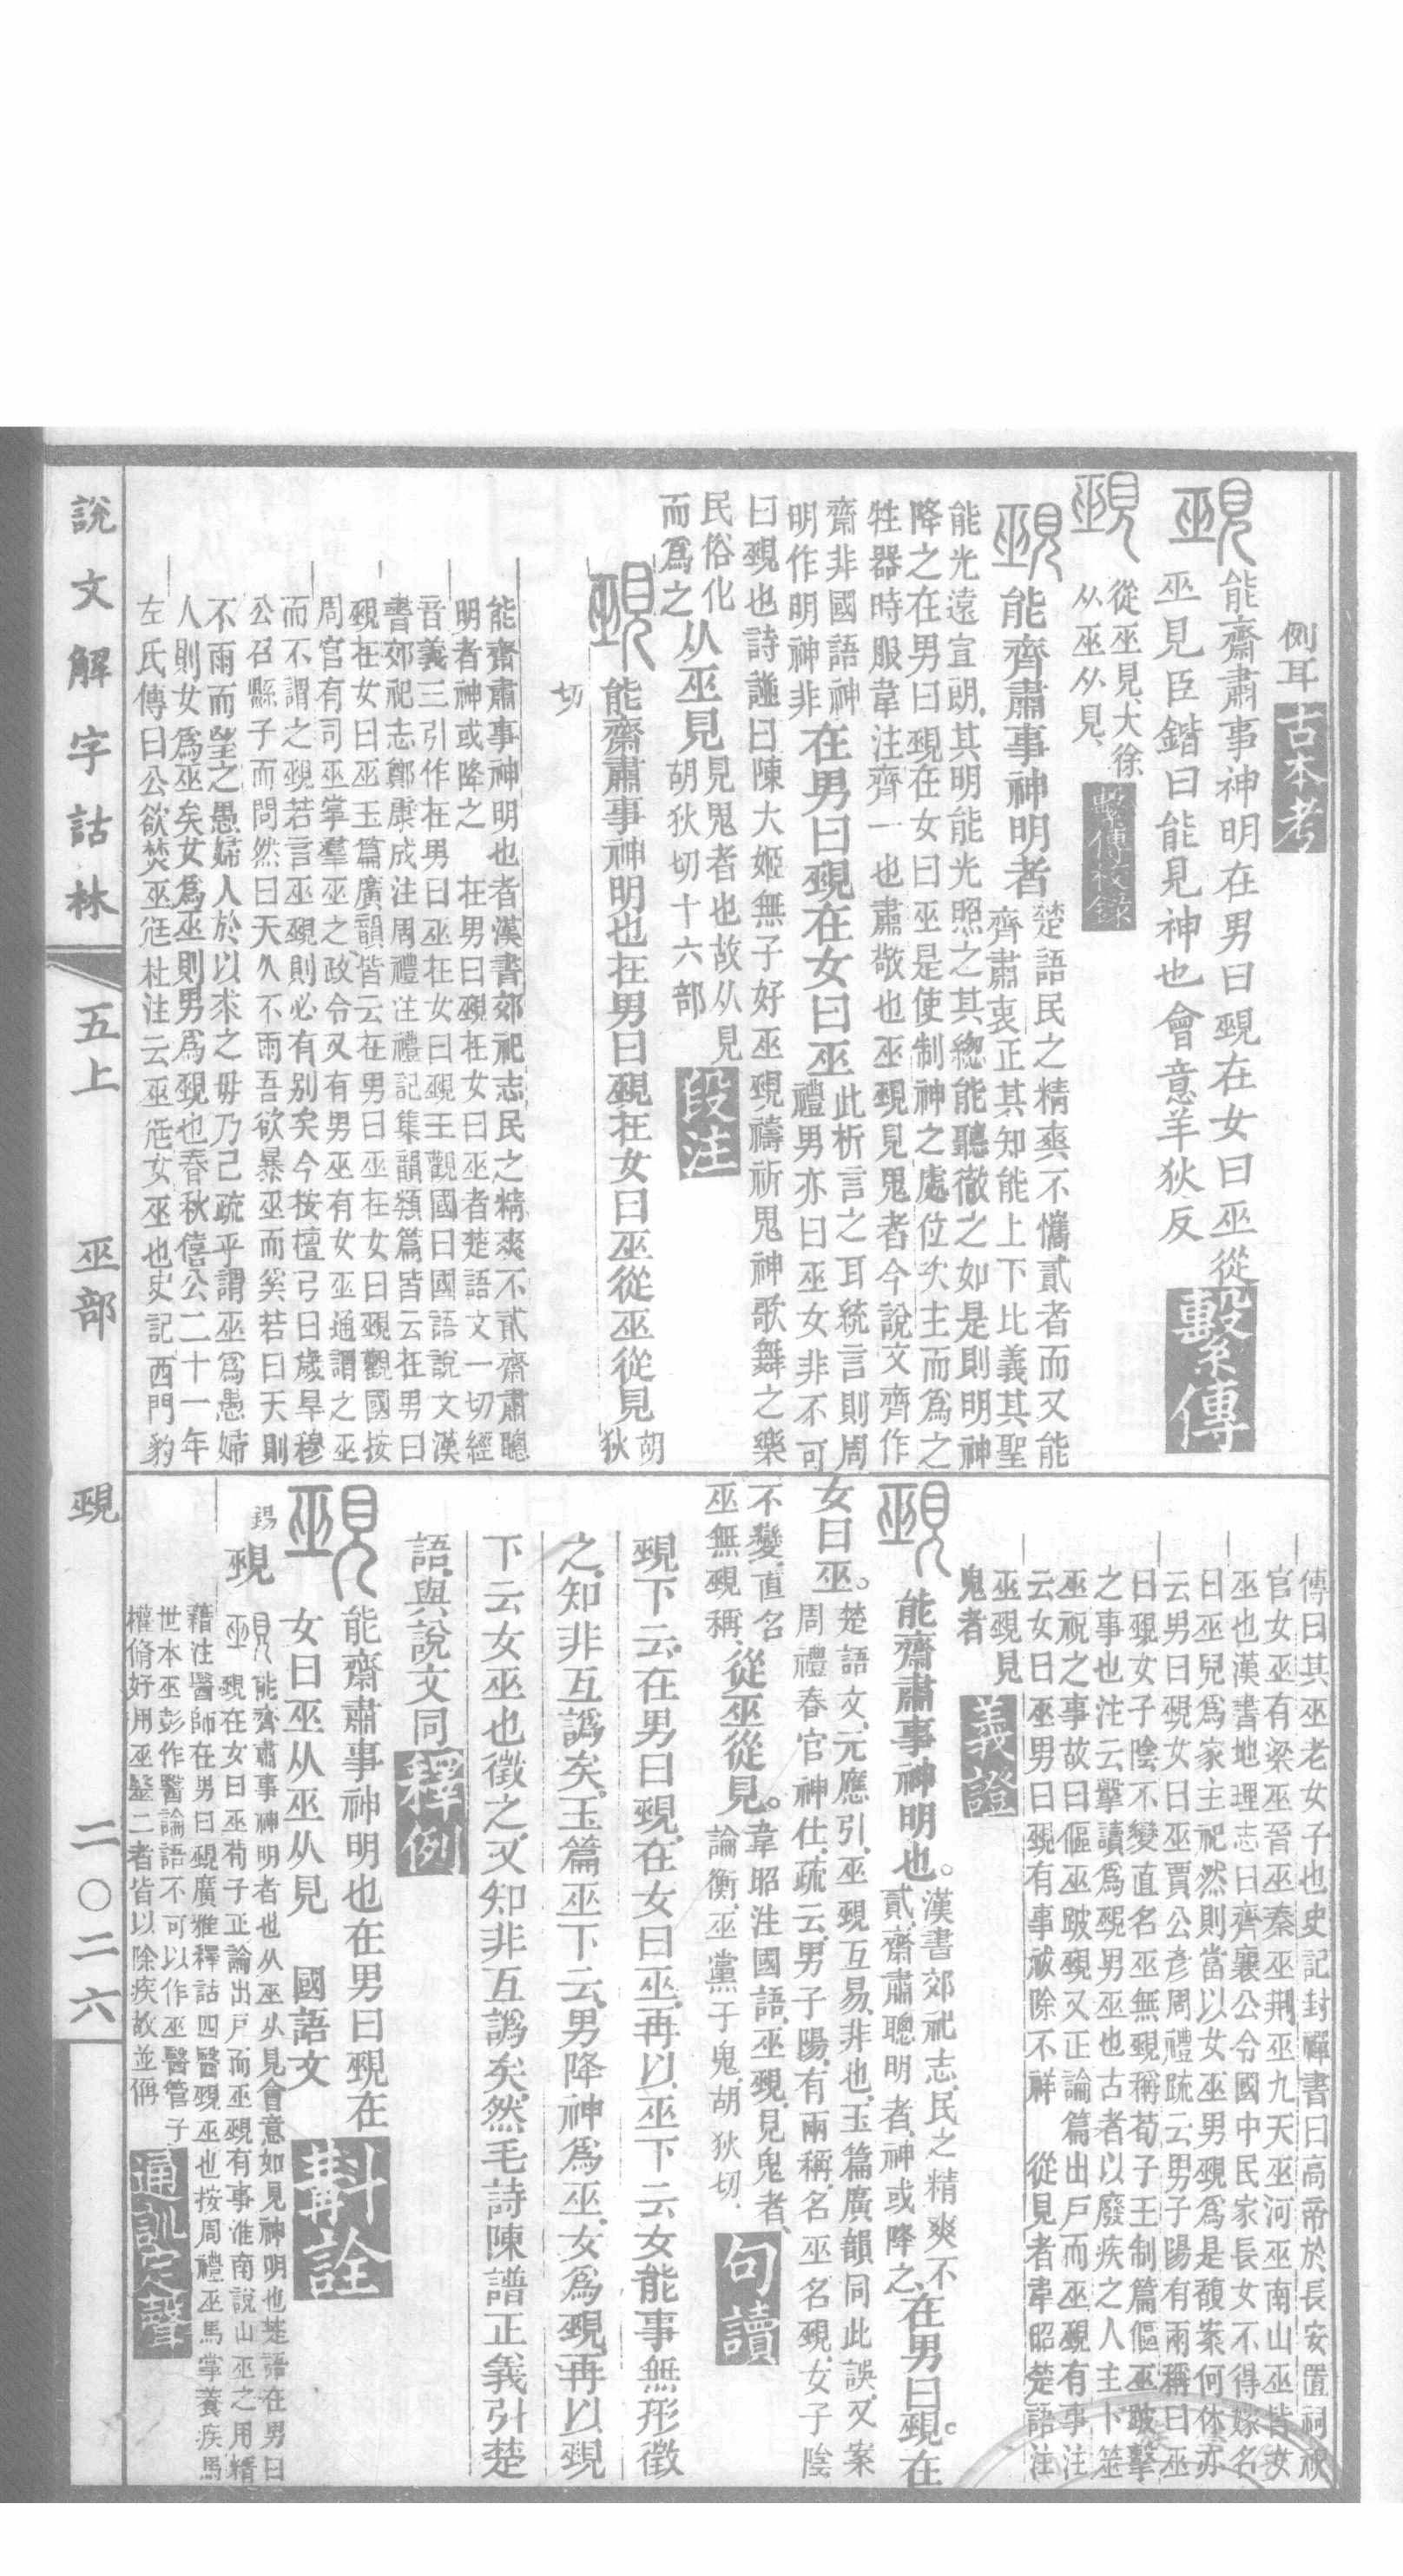 側耳古本考
覡能齋肅事神明在男曰覡在女曰巫從
巫見臣鍇曰能見神也會意羊狄反繫傳
覡從巫見大徐
从巫从見繫傳校錄
覡能齊肅事神明者楚語民之精爽不懈貳者而又能
齊肅衷正其知能上下比義其聖
能光遠宣朗其明能光照之其聰能聽徹之如是則明神
降之在男曰覡在女曰巫是使制神之處位次主而爲之
牲器時服韋注齊一也肅敬也巫覡見鬼者今說文齊作
齋非國語神
明作明神非在男曰覡在女曰巫此析言之耳統言則周
禮男亦曰巫女非不可
曰覡也詩譜曰陳大姬無子好巫覡禱祈鬼神歌舞之樂
民俗化
而爲之从巫見見鬼者也故从見
胡狄切十六部段注
覡能齋肅事神明也在男曰覡在女曰巫從巫從見胡狄
切
能齋肅事神明也者漢書郊祀志民之精爽不貳齋肅聰
明者神或降之在男曰覡在女曰巫者楚語文一切經
音義三引作在男曰巫在女曰覡王觀國曰國語說文漢
書郊祀志鄭康成注周禮注禮記集韻類篇皆云在男曰
覡在女曰巫玉篇廣韻皆云在男曰巫在女曰覡觀國按
周官有司巫掌羣巫之政令又有男巫有女巫通謂之巫
而不謂之覡若言巫覡則必有别矣今按檀弓曰歲旱穆
公召縣子而問然曰天久不雨吾欲暴巫而奚若曰天則
不雨而望之愚婦人於以求之毋乃已疏乎謂巫爲愚婦
人則女爲巫矣女爲巫則男爲覡也春秋僖公二十一年
左氏傳曰公欲焚巫尫杜注云巫尫女巫也史記西門豹
傳曰其巫老女子也史記封禪書曰高帝於長安置祠祝
官女巫有梁巫晉巫秦巫荆巫九天巫河巫南山巫皆女
巫也漢書地理志曰齊襄公令國中民家長女不得嫁名
曰巫兒爲家主祀然則當以女巫男覡爲是馥案何休亦
云男曰覡女曰巫賈公彥周禮疏云男子陽有兩稱曰巫
曰覡女子陰不變直名巫無覡稱荀子王制篇傴巫跛擊
之事也注云擊讀爲覡男巫也古者以廢疾之人主卜筮
巫祝之事故曰傴巫跛覡又正論篇出戶而巫覡有事注
云女曰巫男曰覡有事祓除不祥 從見者韋昭楚語注
巫覡見
鬼者義證
覡能齋肅事神明也。漢書郊祀志民之精爽不
貳齋肅聰明者神或降之在男曰覡。在
女曰巫。楚語文元應引巫覡互易非也玉篇廣韻同此誤又案
周禮春官神仕疏云男子陽有兩稱名巫名覡女子陰
不變直名
巫無覡稱從巫從見。韋昭注國語巫覡見鬼者
論衡巫黨于鬼胡狄切句讀
覡下云在男曰覡在女曰巫再以巫下云女能事無形徵
之知非互譌矣玉篇巫下云男降神爲巫女爲覡再以覡
下云女巫也徵之又知非互譌矣然毛詩陳譜正義引楚
語與說文同釋例
覡能齋肅事神明也在男曰覡在
女曰巫从巫从見 國語文斠詮
錫覡 覡能齊肅事神明者也从巫从見會意如見神明也楚語在男曰
覡在女曰巫荀子正論出戶而巫覡有事淮南說山巫之用糈
藉注醫師在男曰覡廣雅釋詁四醫覡巫也按周禮巫馬掌養疾馬
世本巫彭作醫論語不可以作巫醫管子
權脩好用巫毉二者皆以除疾故並偁通訓定聲
說文解字詁林 五上 巫部 覡 二〇二六